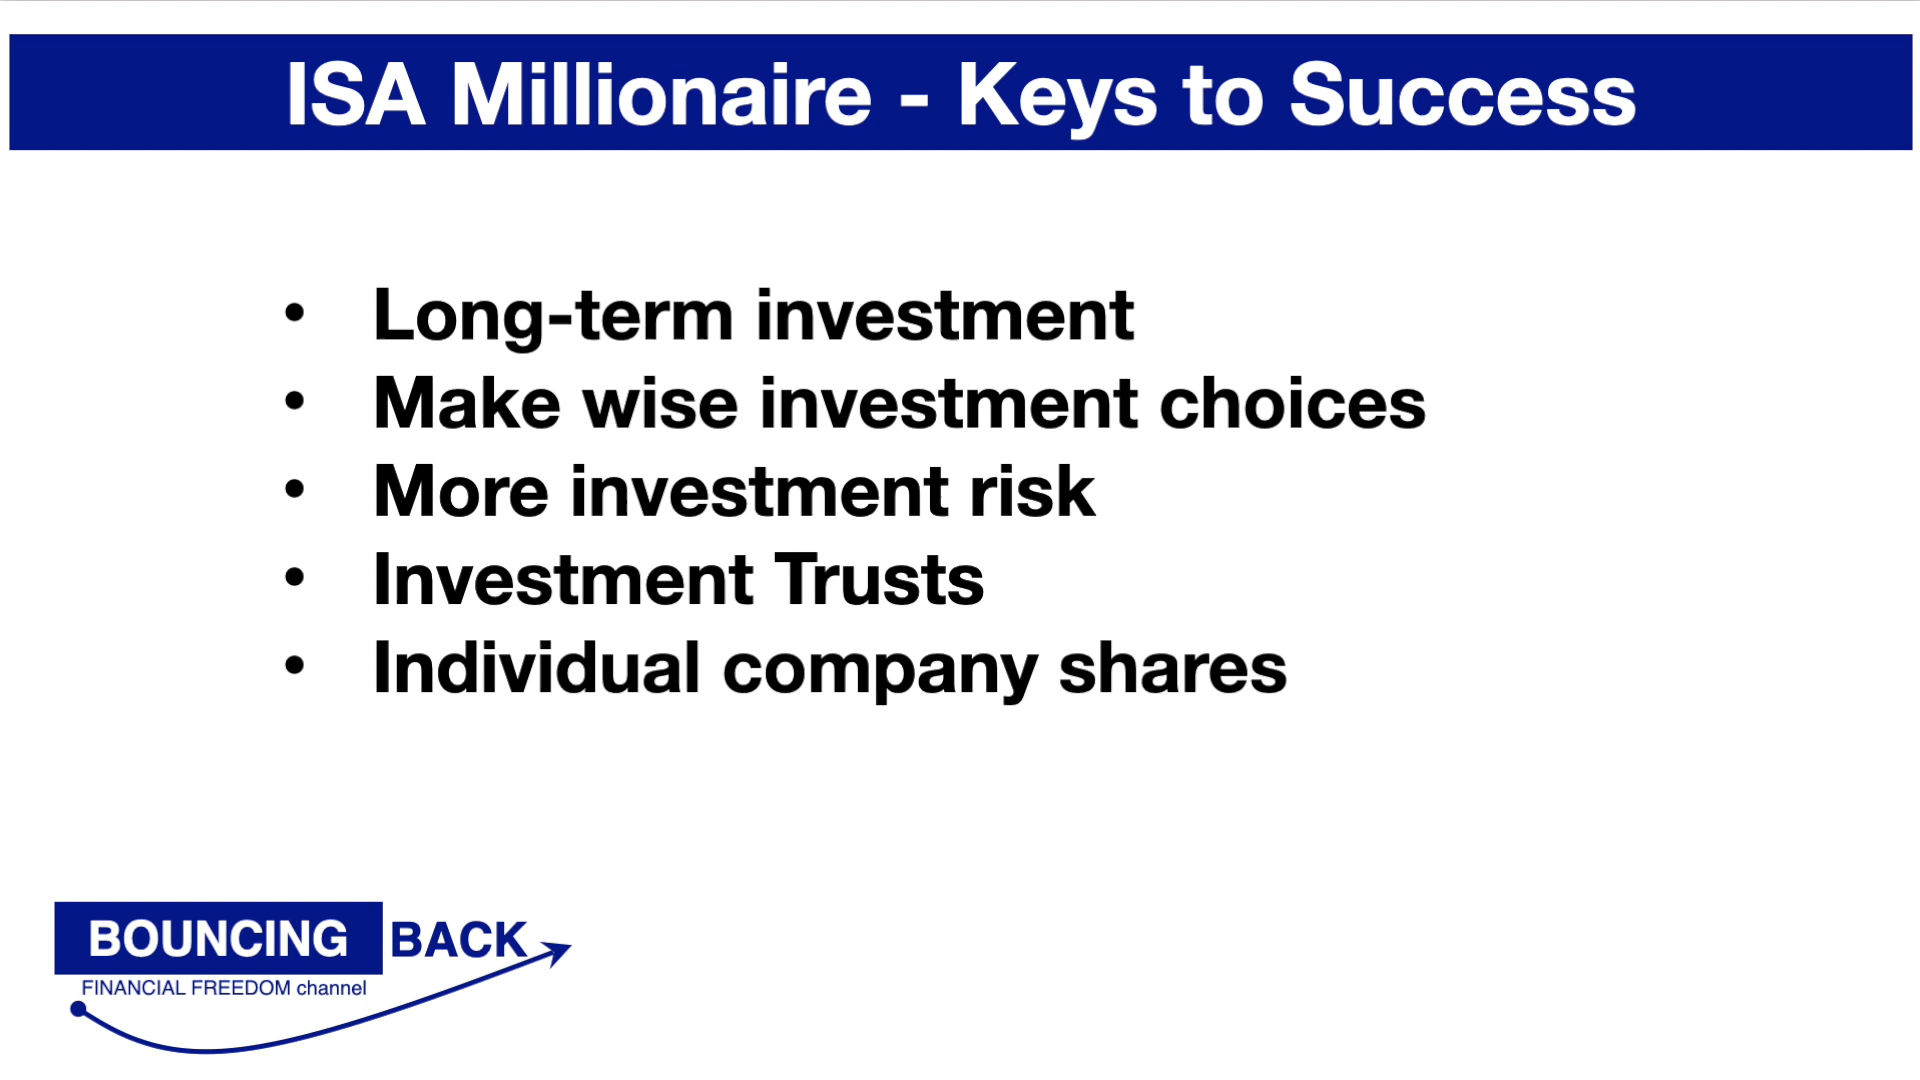 ISA Millionaire - Keys to Success
• Long-term investment
• Make wise investment choices
• More investment risk
• Investment Trusts
• Individual company shares
BOUNCING BACK
FINANCIAL FREEDOM channel